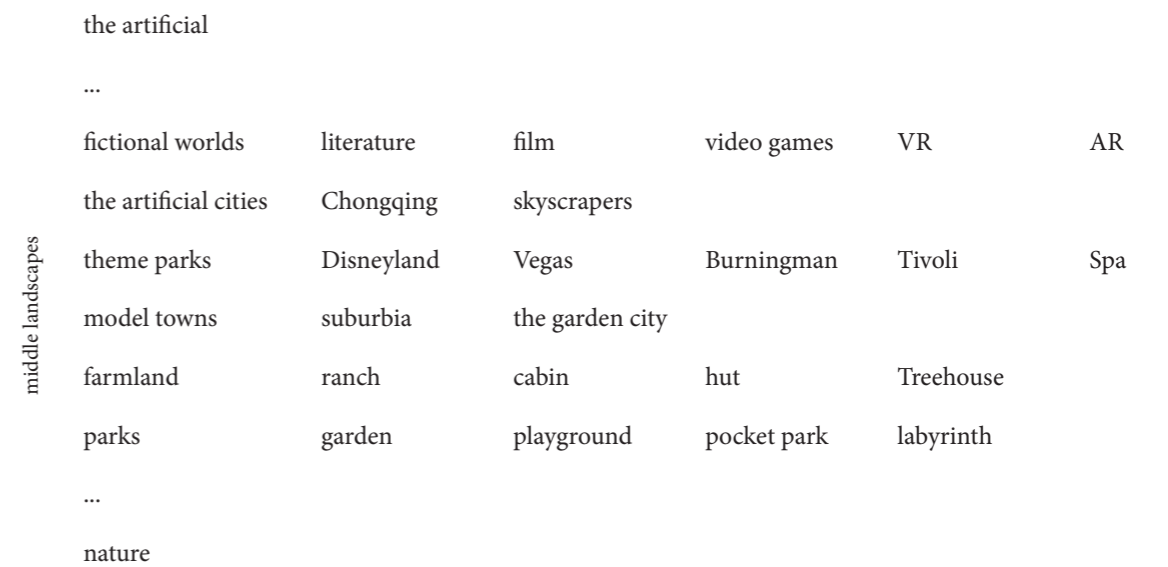 the artificial
...
fictional worlds literature film video games VR AR
the artificial cities Chongqing skyscrapers
middle landscapes
theme parks Disneyland Vegas Burningman Tivoli Spa
model towns suburbia the garden city
farmland ranch cabin hut Treehouse
parks garden playground pocket park labyrinth
...
nature